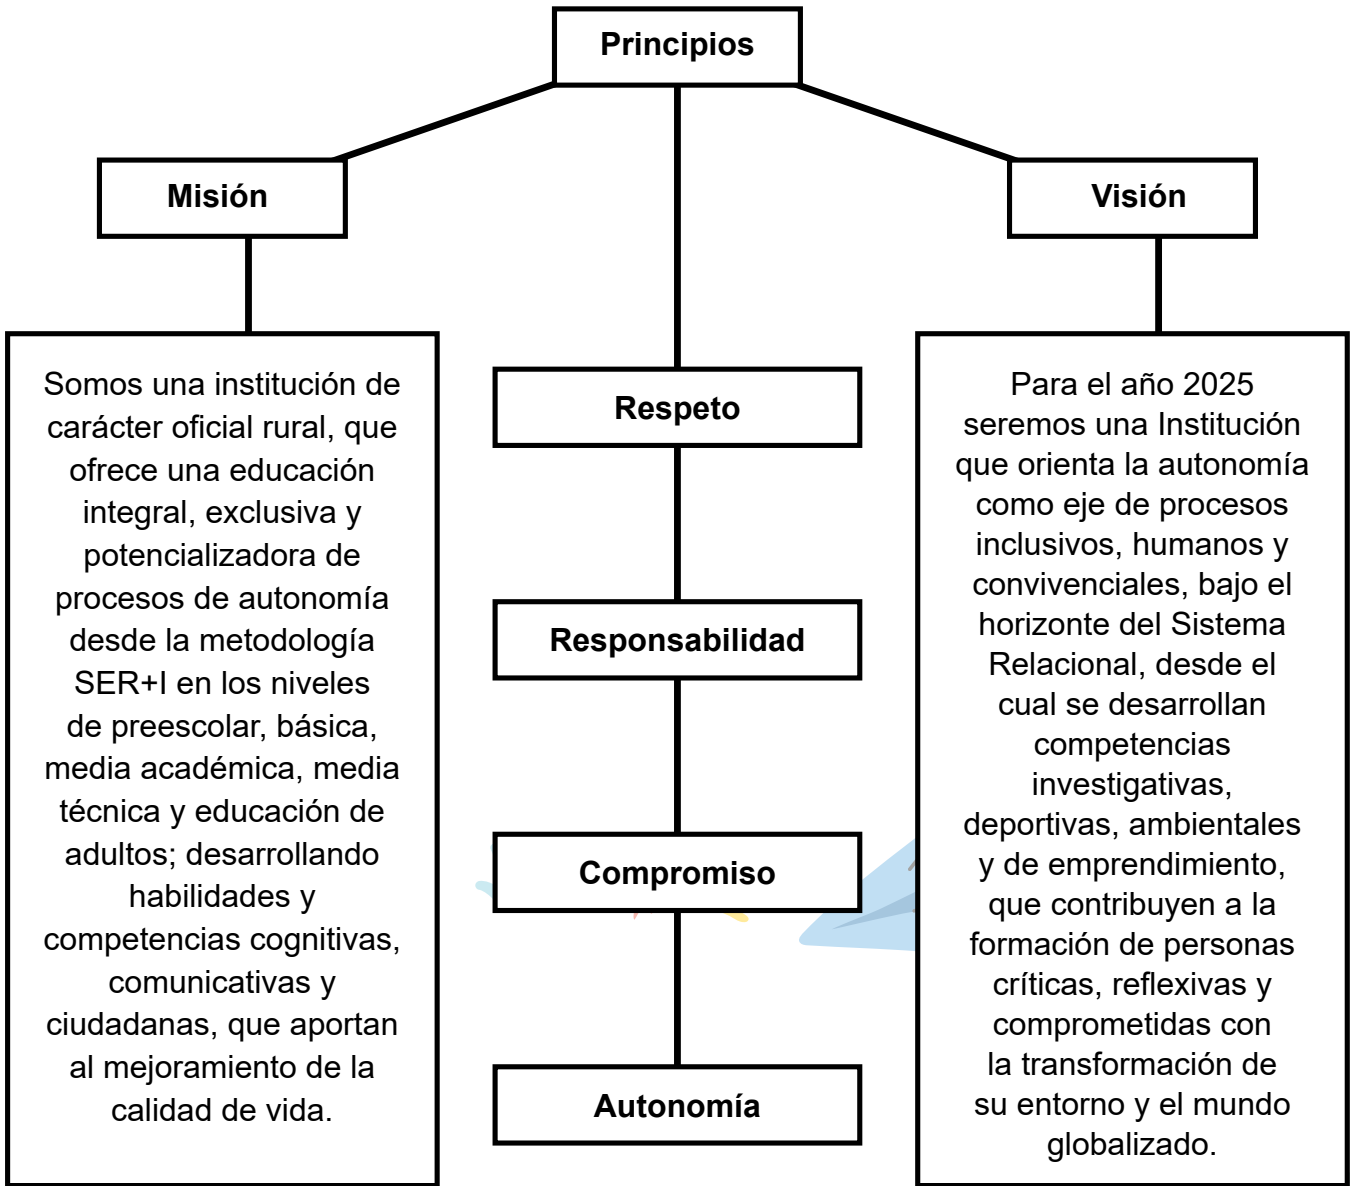 Principios
Misión
Somos una institución de
carácter oficial rural, que
ofrece una educación
integral, exclusiva y
potencializadora de
procesos de autonomía
desde la metodología
SER+I en los niveles
de preescolar, básica,
media académica, media
técnica y educación de
adultos; desarrollando
habilidades y
competencias cognitivas,
comunicativas y
ciudadanas, que aportan
al mejoramiento de la
calidad de vida.
Respeto
Responsabilidad
Compromiso
Autonomía
Visión
Para el año 2025
seremos una Institución
que orienta la autonomía
como eje de procesos
inclusivos, humanos y
convivenciales, bajo el
horizonte del Sistema
Relacional, desde el
cual se desarrollan
competencias
investigativas,
deportivas, ambientales
y de emprendimiento,
que contribuyen a la
formación de personas
críticas, reflexivas y
comprometidas con
la transformación de
su entorno y el mundo
globalizado.